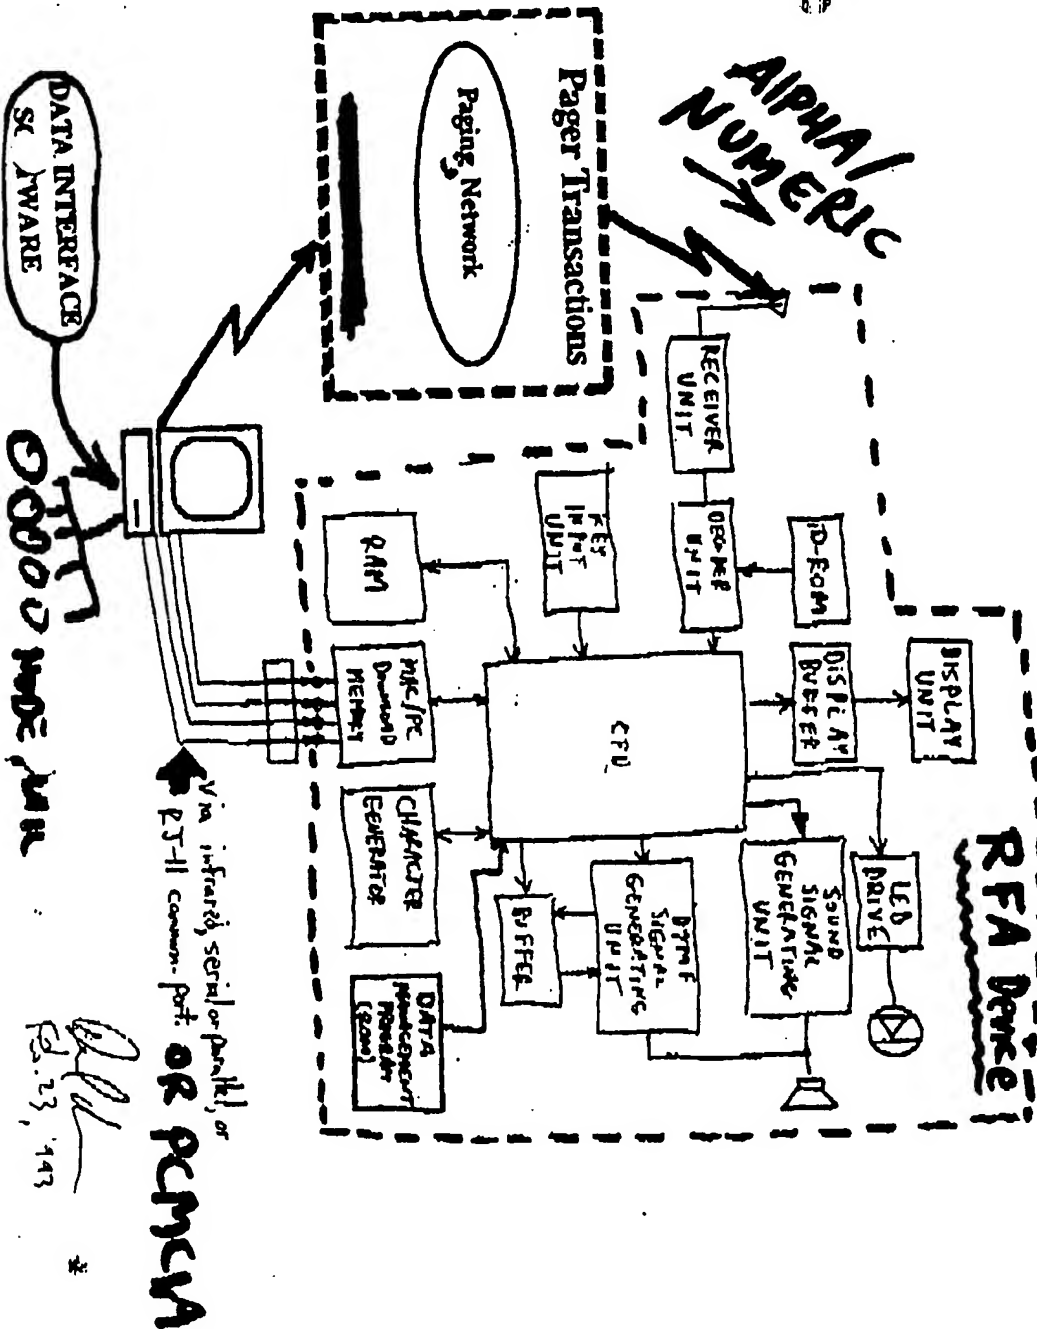 ALPHA/
NUMERIC
Pager Transactions
Paging Network
DATA INTERFACE
RFA Device
RECEIVER
UNIT
DECODER
UNIT
ID-ROM
KEY
INPUT
UNIT
RAM
CPU
DISPLAY
BUFFER
DISPLAY
UNIT
MAC/PC
Download
MEMORY
CHARACTER
GENERATOR
BUFFER
DTMF
SIGNAL
GENERATING
UNIT
SOUND
SIGNAL
GENERATING
UNIT
LED
DRIVE
DATA
MANAGEMENT
PROGRAM
(ROM)
Via infrared, serial or parallel, or
RJ-11 common-port. OR PCMCIA
Feb. 23,